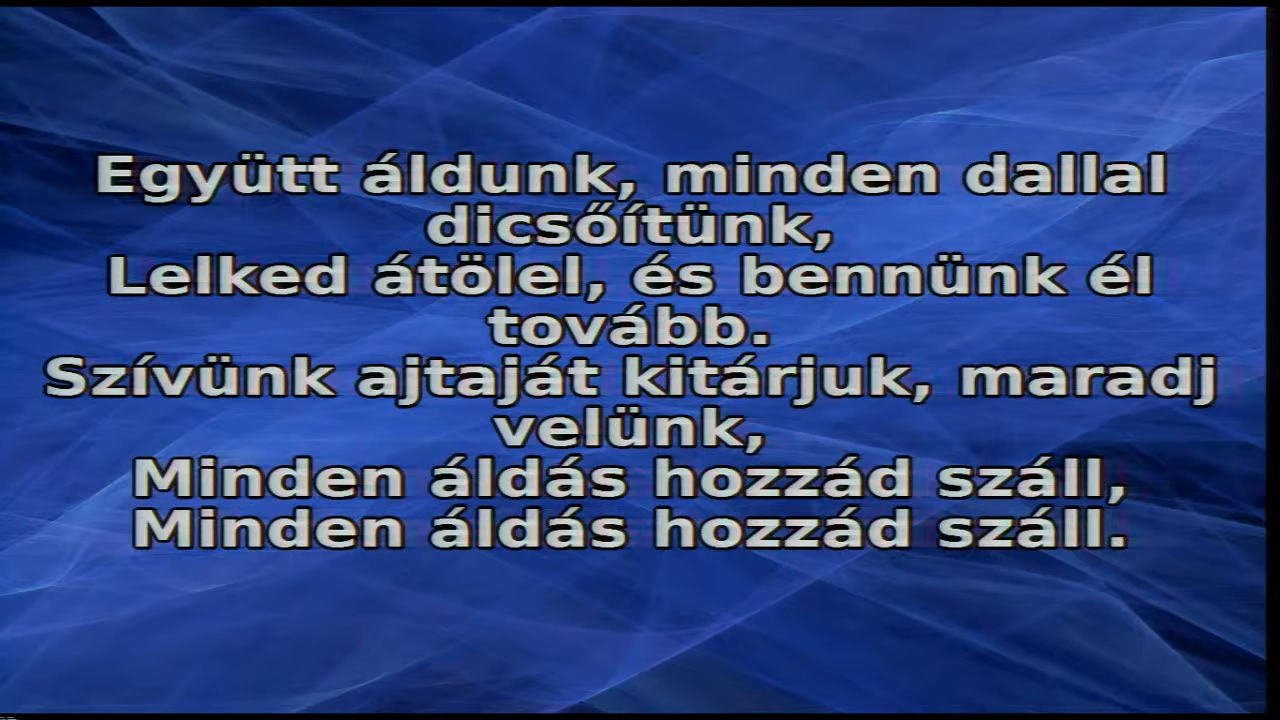 Együtt áldunk, minden dallal
dicsőítünk,
Lelked átölel, és bennünk él
tovább.
Szívünk ajtaját kitárjuk, maradj
velünk,
Minden áldás hozzád száll,
Minden áldás hozzád száll.